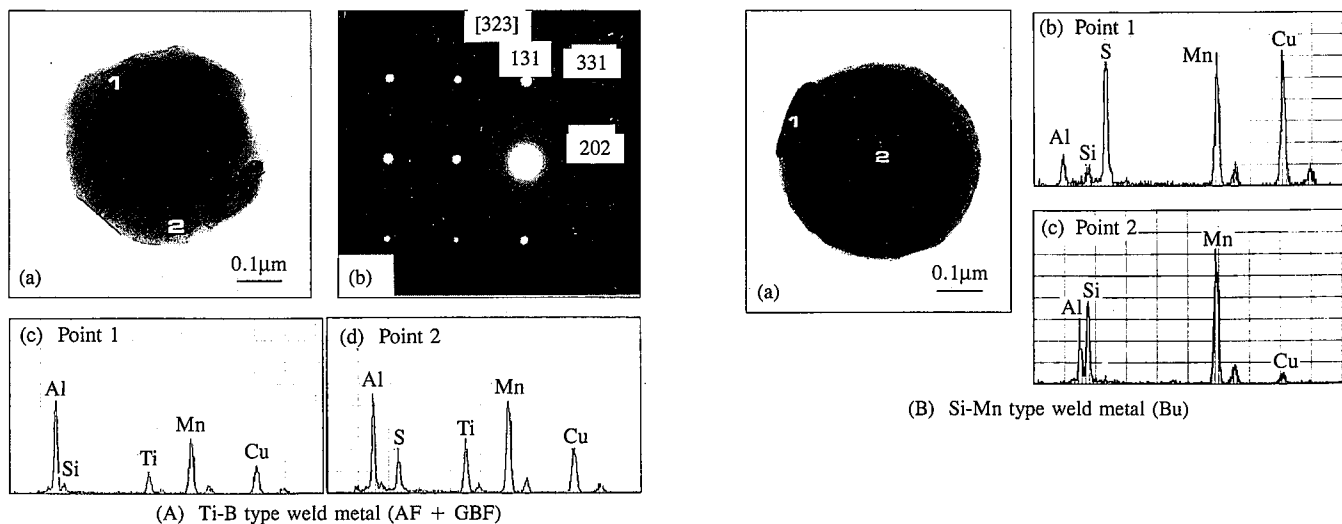 [323]
131
331
202
1
2
(a)
0.1μm
(b)
(c) Point 1
Al
Si
Ti
Mn
Cu
(d) Point 2
Al
S
Ti
Mn
Cu
(A) Ti-B type weld metal (AF + GBF)
1
2
(a)
0.1μm
(b) Point 1
Al
Si
S
Mn
Cu
(c) Point 2
Al
Si
Mn
Cu
(B) Si-Mn type weld metal (Bu)